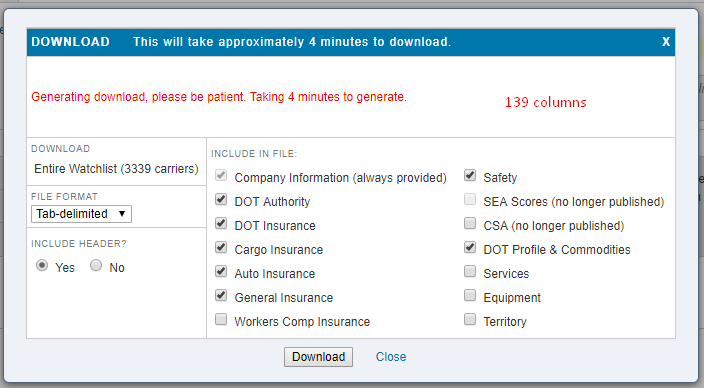 DOWNLOAD This will take approximately 4 minutes to download. X
Generating download, please be patient. Taking 4 minutes to generate.
139 columns
DOWNLOAD
Entire Watchlist (3339 carriers)
FILE FORMAT
Tab-delimited
INCLUDE HEADER?
Yes No
INCLUDE IN FILE:
Company Information (always provided)
DOT Authority
DOT Insurance
Cargo Insurance
Auto Insurance
General Insurance
Workers Comp Insurance
Safety
SEA Scores (no longer published)
CSA (no longer published)
DOT Profile & Commodities
Services
Equipment
Territory
Download Close